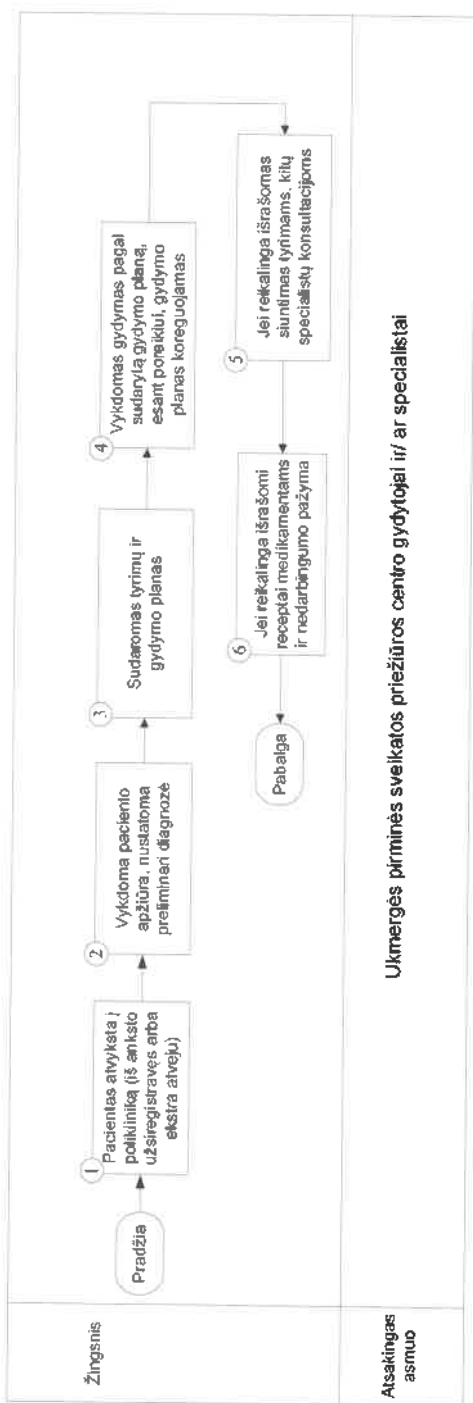 Žingsnis
Pradžia
1
Pacientas atvyksta į
polikliniką (iš anksto
užsiregistravęs arba
ekstra atveju)
2
Vykdoma paciento
apžiūra, nustatoma
preliminari diagnozė
3
Sudaromas tyrimų ir
gydymo planas
4
Vykdomas gydymas pagal
sudarytą gydymo planą,
esant poreikiui, gydymo
planas koreguojamas
5
Jei reikalinga išrašomas
siuntimas tyrimams, kitų
specialistų konsultacijoms
6
Jei reikalinga išrašomi
receptai medikamentams
ir nedarbingumo pažyma
Pabaiga
Atsakingas
asmuo
Ukmergės pirminės sveikatos priežiūros centro gydytojai ir/ ar specialistai